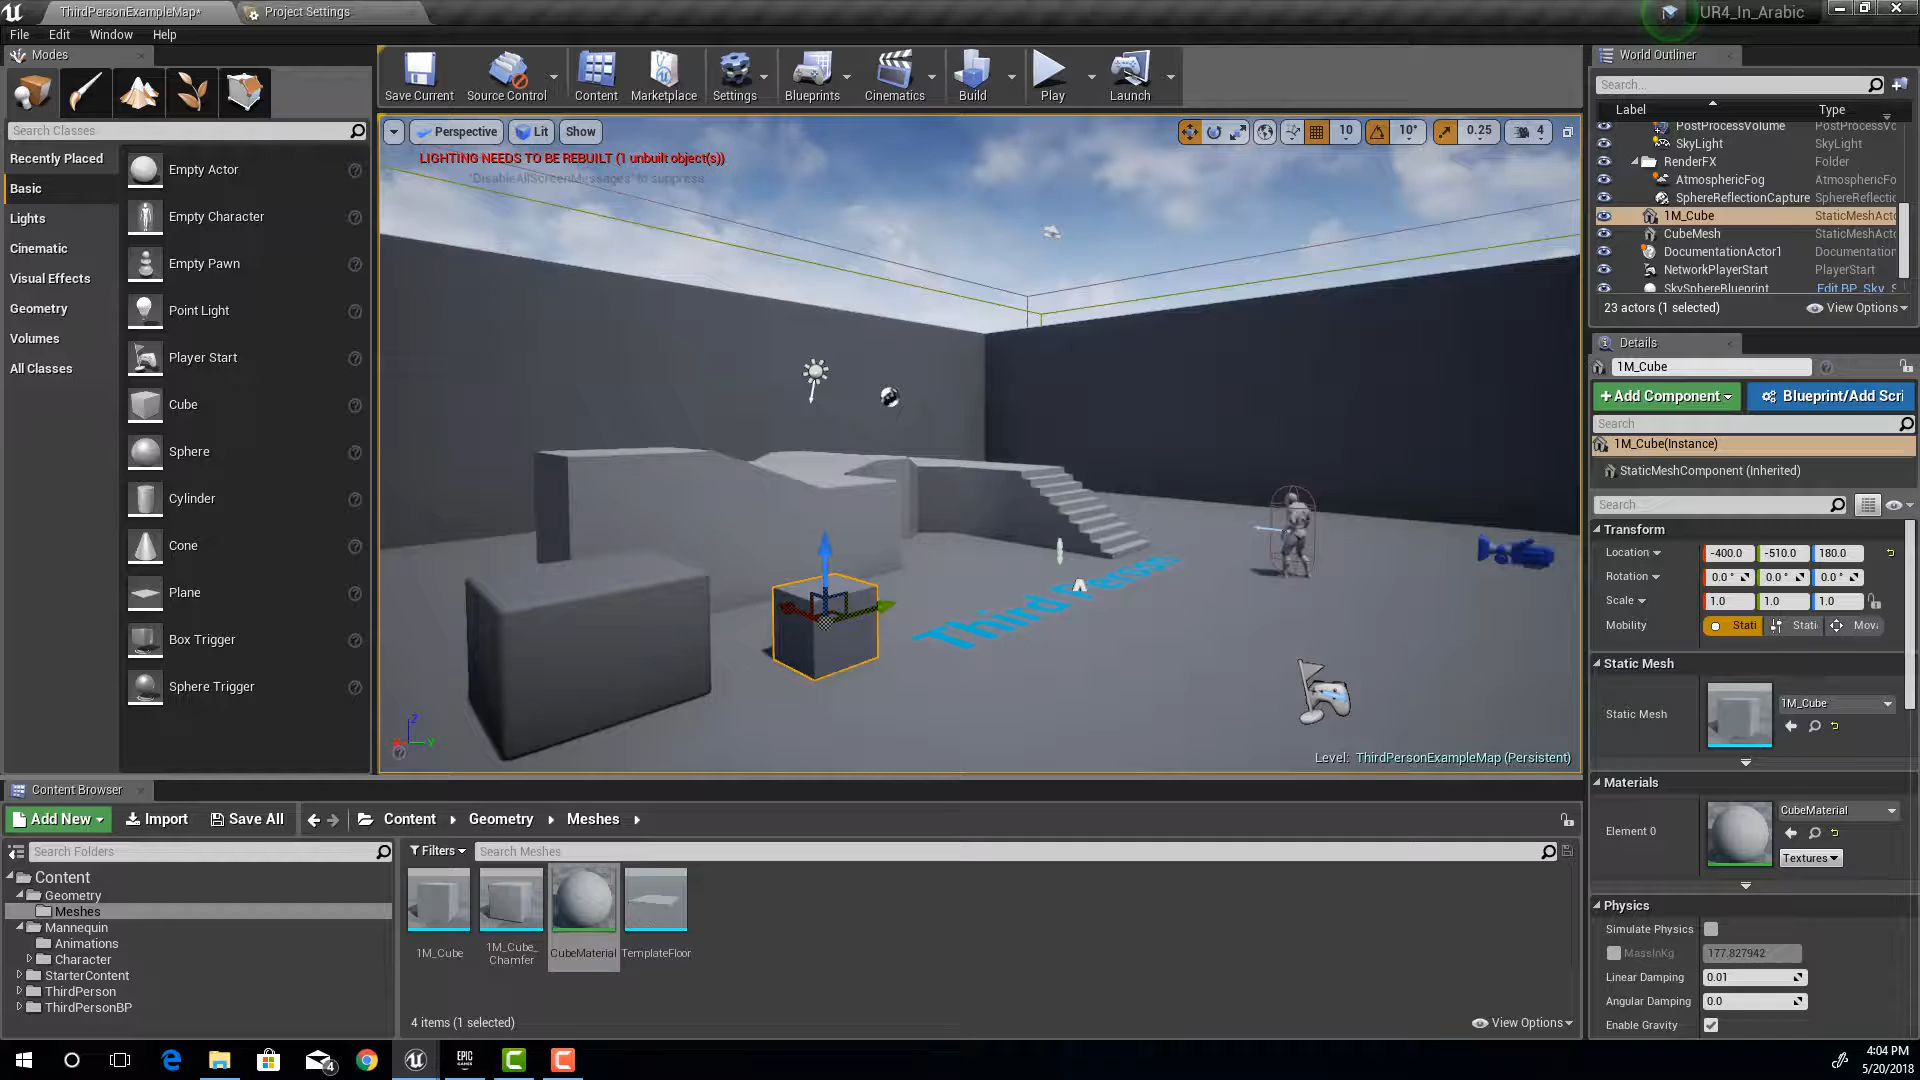 ThirdPersonExampleMap*
Project Settings
UR4_In_Arabic
File Edit Window Help
Modes
Search Classes
Recently Placed
Basic
Lights
Cinematic
Visual Effects
Geometry
Volumes
All Classes
Empty Actor
Empty Character
Empty Pawn
Point Light
Player Start
Cube
Sphere
Cylinder
Cone
Plane
Box Trigger
Sphere Trigger
Save Current
Source Control
Content
Marketplace
Settings
Blueprints
Cinematics
Build
Play
Launch
Perspective
Lit
Show
10
10°
0.25
4
LIGHTING NEEDS TO BE REBUILT (1 unbuilt object(s))
'DisableAllScreenMessages' to suppress
Third Person
Level: ThirdPersonExampleMap (Persistent)
World Outliner
Search...
Label Type
PostProcessVolume PostProcessVc
SkyLight SkyLight
RenderFX Folder
AtmosphericFog AtmosphericFo
SphereReflectionCapture SphereReflectic
1M_Cube StaticMeshActo
CubeMesh StaticMeshActo
DocumentationActor1 Documentation
NetworkPlayerStart PlayerStart
SkySphereBlueprint Edit BP_Sky_S
23 actors (1 selected)
View Options
Details
1M_Cube
+Add Component
Blueprint/Add Scri
Search
1M_Cube(Instance)
StaticMeshComponent (Inherited)
Search
Transform
Location -400.0 -510.0 180.0
Rotation 0.0 ° 0.0 ° 0.0 °
Scale 1.0 1.0 1.0
Mobility Stati Stati Mova
Static Mesh
Static Mesh
1M_Cube
Materials
Element 0
CubeMaterial
Textures
Physics
Simulate Physics
MassInKg 177.827942
Linear Damping 0.01
Angular Damping 0.0
Enable Gravity
Content Browser
Add New
Import
Save All
Content
Geometry
Meshes
Search Folders
Filters
Search Meshes
Content
Geometry
Meshes
Mannequin
Animations
Character
StarterContent
ThirdPerson
ThirdPersonBP
1M_Cube
1M_Cube_
Chamfer
CubeMaterial
TemplateFloor
4 items (1 selected)
View Options
4
EPIC
GAMES
4:04 PM
5/20/2018